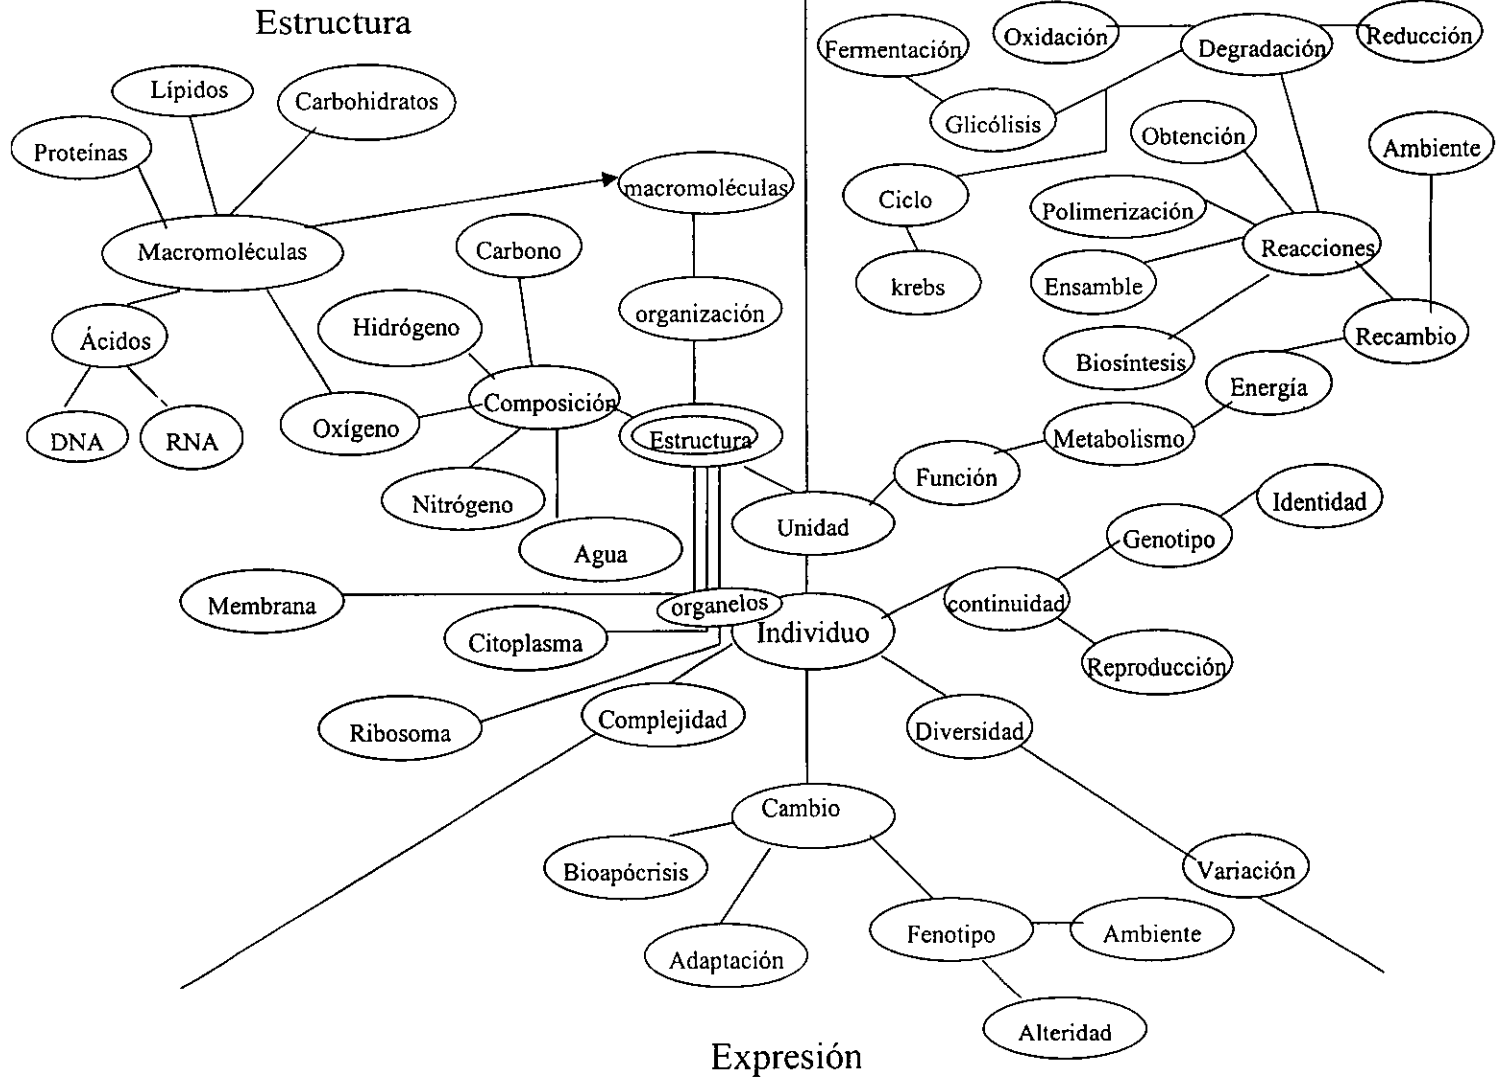 Estructura
Fermentación
Oxidación
Degradación
Reducción
Lípidos
Carbohidratos
Proteínas
Glicólisis
Obtención
Ambiente
macromoléculas
Ciclo
Polimerización
Macromoléculas
Carbono
Reacciones
krebs
Ensamble
Hidrógeno
organización
Ácidos
Recambio
Biosíntesis
Energía
Composición
DNA
RNA
Oxígeno
Estructura
Metabolismo
Función
Nitrógeno
Unidad
Identidad
Genotipo
Agua
Membrana
organelos
continuidad
Citoplasma
Individuo
Reproducción
Ribosoma
Complejidad
Diversidad
Cambio
Bioapócrisis
Variación
Adaptación
Fenotipo
Ambiente
Alteridad
Expresión